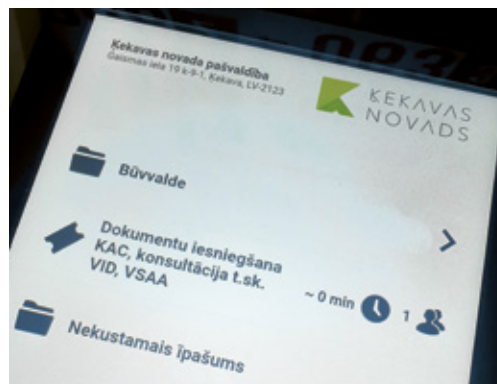 Ķekavas novada pašvaldība
Gaismas iela 19 k-9-1, Ķekava, LV-2123
ĶEKAVAS
NOVADS
Būvvalde
Dokumentu iesniegšana
KAC, konsultācija t.sk.
VID, VSAA
~ 0 min 1
Nekustamais īpašums